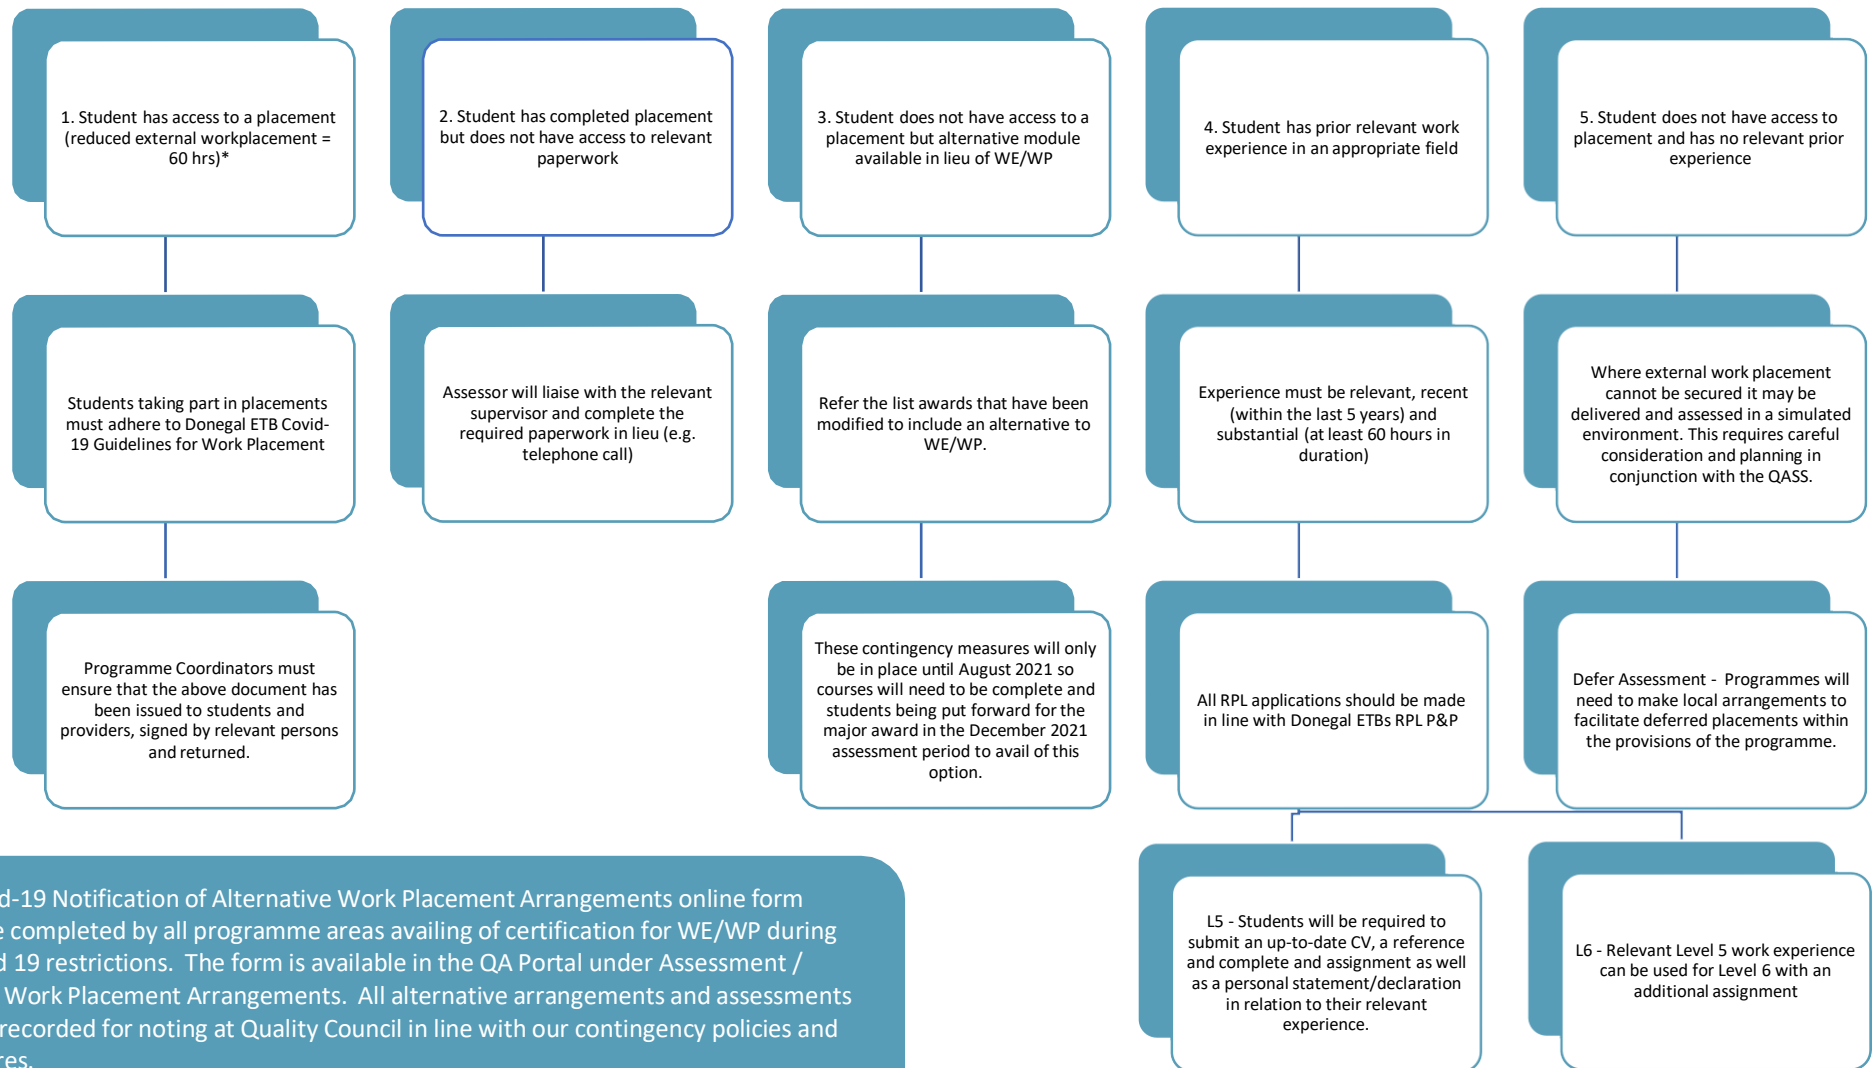 1. Student has access to a placement
(reduced external workplacement =
60 hrs)*
2. Student has completed placement
but does not have access to relevant
paperwork
3. Student does not have access to a
placement but alternative module
available in lieu of WE/WP
4. Student has prior relevant work
experience in an appropriate field
5. Student does not have access to
placement and has no relevant prior
experience
Students taking part in placements
must adhere to Donegal ETB Covid-
19 Guidelines for Work Placement
Assessor will liaise with the relevant
supervisor and complete the
required paperwork in lieu (e.g.
telephone call)
Refer the list awards that have been
modified to include an alternative to
WE/WP.
Experience must be relevant, recent
(within the last 5 years) and
substantial (at least 60 hours in
duration)
Where external work placement
cannot be secured it may be
delivered and assessed in a simulated
environment. This requires careful
consideration and planning in
conjunction with the QASS.
Programme Coordinators must
ensure that the above document has
been issued to students and
providers, signed by relevant persons
and returned.
These contingency measures will only
be in place until August 2021 so
courses will need to be complete and
students being put forward for the
major award in the December 2021
assessment period to avail of this
option.
All RPL applications should be made
in line with Donegal ETBs RPL P&P
Defer Assessment - Programmes will
need to make local arrangements to
facilitate deferred placements within
the provisions of the programme.
L5 - Students will be required to
submit an up-to-date CV, a reference
and complete and assignment as well
as a personal statement/declaration
in relation to their relevant
experience.
L6 - Relevant Level 5 work experience
can be used for Level 6 with an
additional assignment
d-19 Notification of Alternative Work Placement Arrangements online form
e completed by all programme areas availing of certification for WE/WP during
d 19 restrictions. The form is available in the QA Portal under Assessment /
Work Placement Arrangements. All alternative arrangements and assessments
recorded for noting at Quality Council in line with our contingency policies and
res.